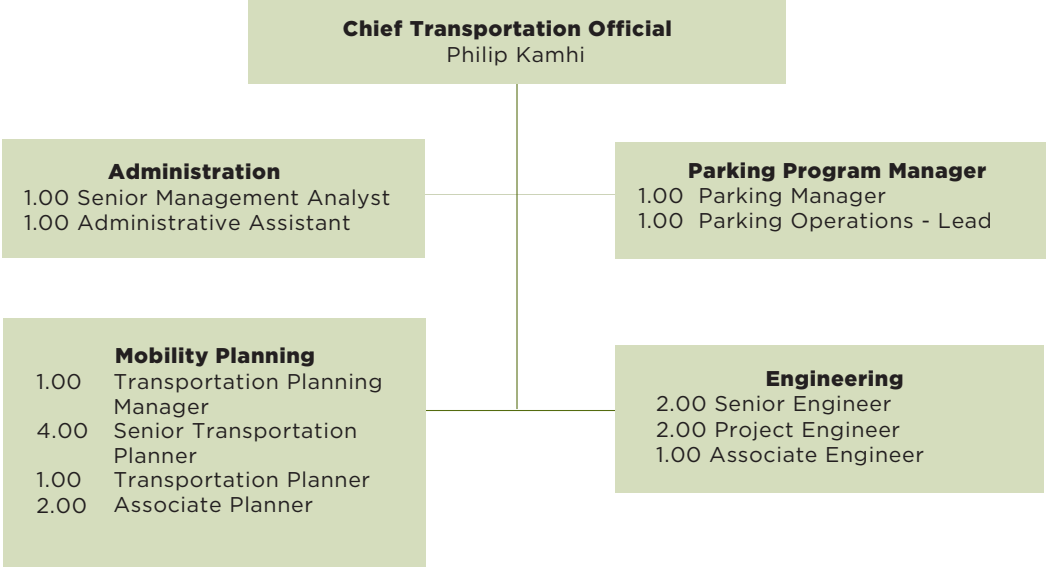 Chief Transportation Official
Philip Kamhi
Administration
1.00 Senior Management Analyst
1.00 Administrative Assistant
Parking Program Manager
1.00 Parking Manager
1.00 Parking Operations - Lead
Mobility Planning
1.00 Transportation Planning
Manager
4.00 Senior Transportation
Planner
1.00 Transportation Planner
2.00 Associate Planner
Engineering
2.00 Senior Engineer
2.00 Project Engineer
1.00 Associate Engineer